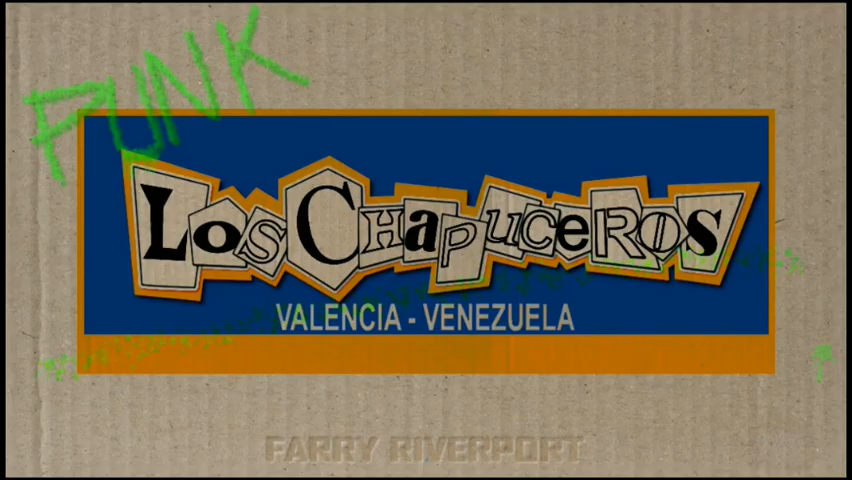 PUNK
LOS CHAPUCEROS
VALENCIA - VENEZUELA
FARRY RIVERPORT